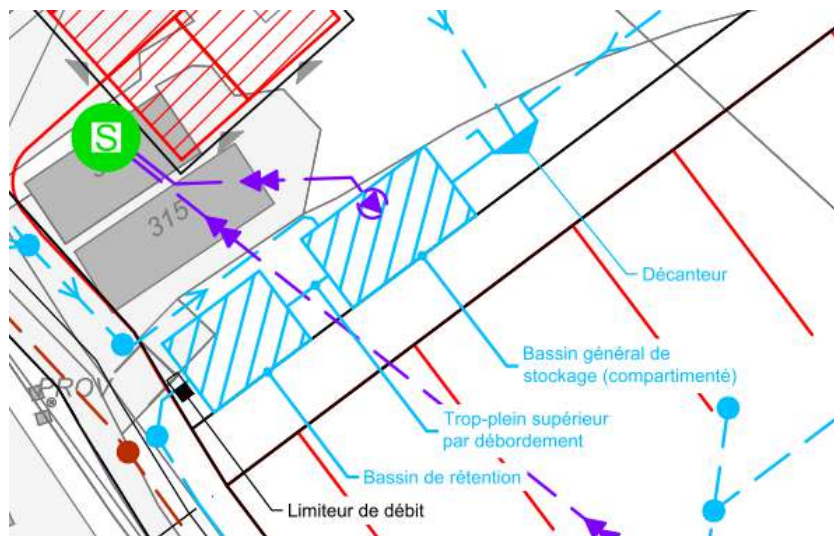 S
315
Décanteur
Bassin général de
stockage (compartimenté)
PROV
Trop-plein supérieur
par débordement
Bassin de rétention
Limiteur de débit